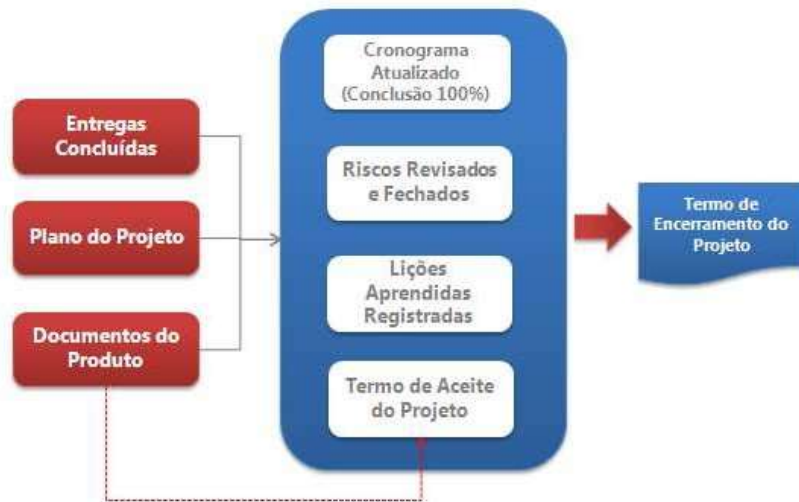 Entregas
Concluídas
Plano do Projeto
Documentos do
Produto
Cronograma
Atualizado
(Conclusão 100%)
Riscos Revisados
e Fechados
Lições
Aprendidas
Registradas
Termo de Aceite
do Projeto
Termo de
Encerramento do
Projeto